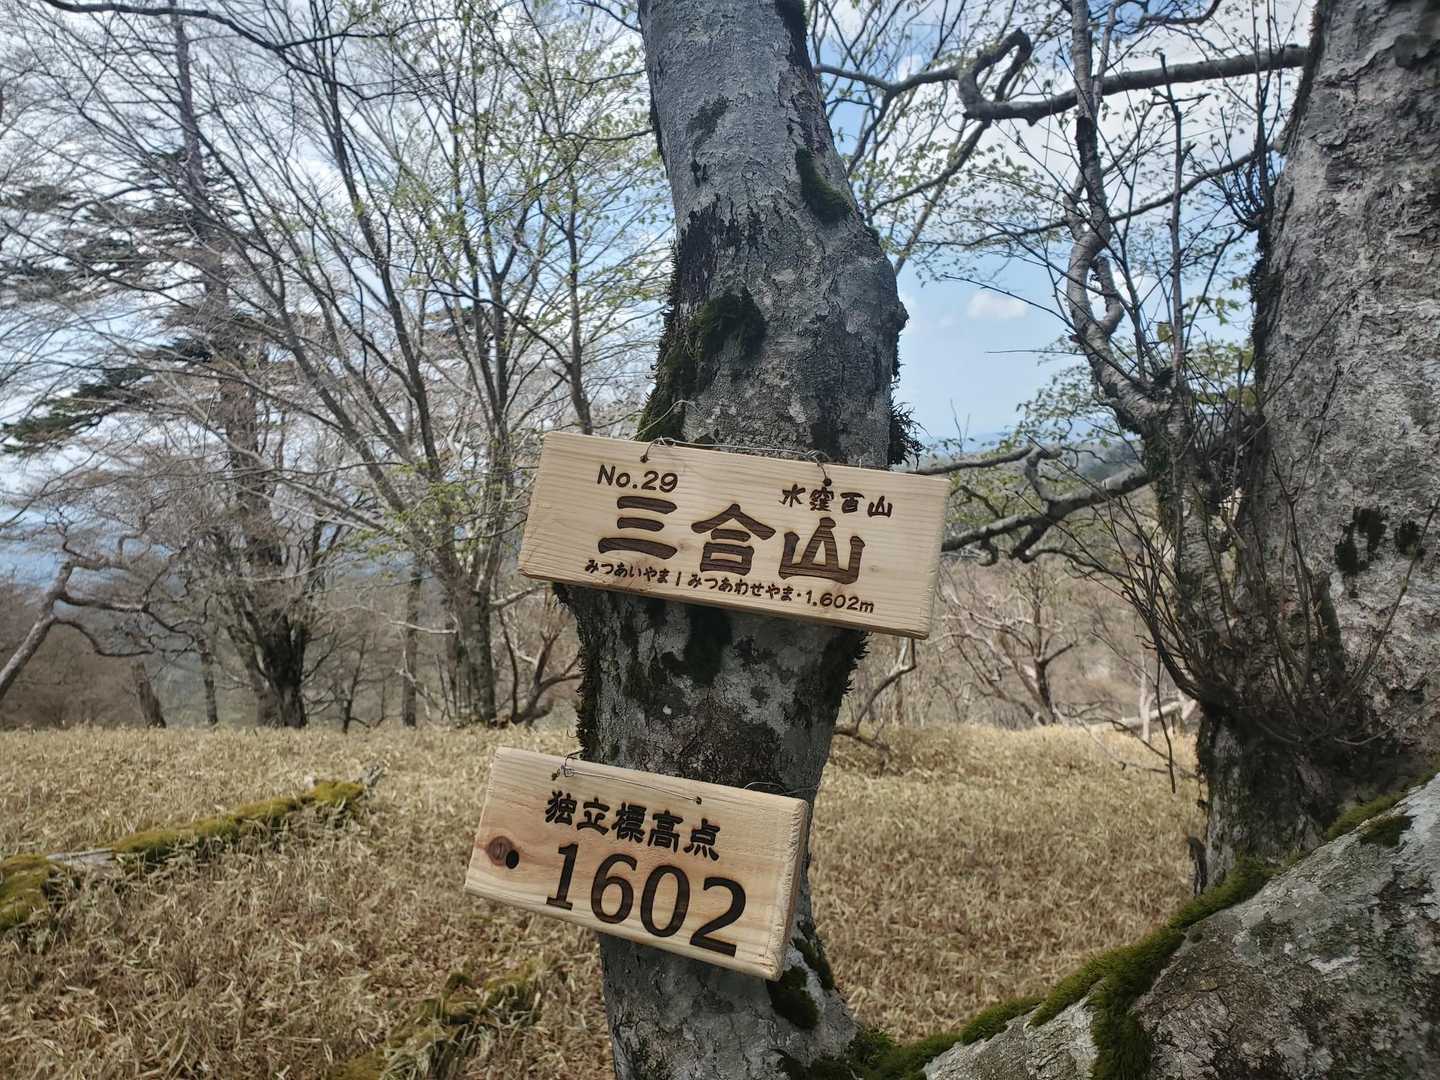 No.29 水窪百山
三合山
みつあいやま|みつあわせやま・1.602m
独立標高点
1602